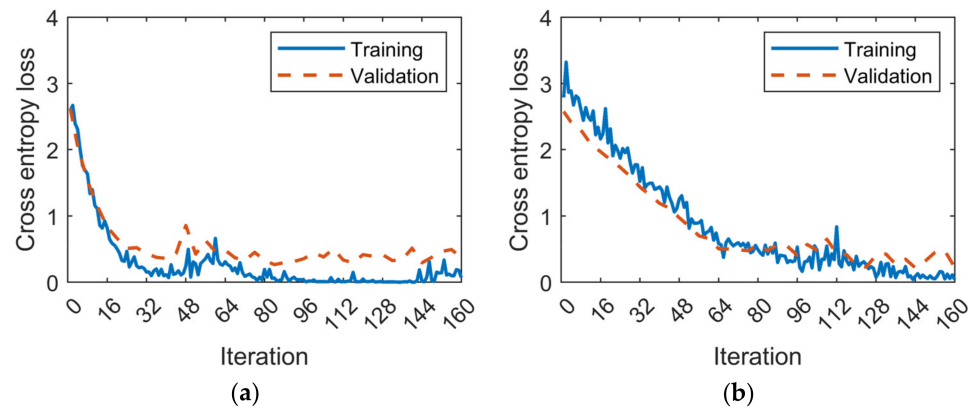 4
3
2
1
0
Cross entropy loss
Training
Validation
0 16 32 48 64 80 96 112 128 144 160
Iteration
(a)
4
3
2
1
0
Cross entropy loss
Training
Validation
0 16 32 48 64 80 96 112 128 144 160
Iteration
(b)